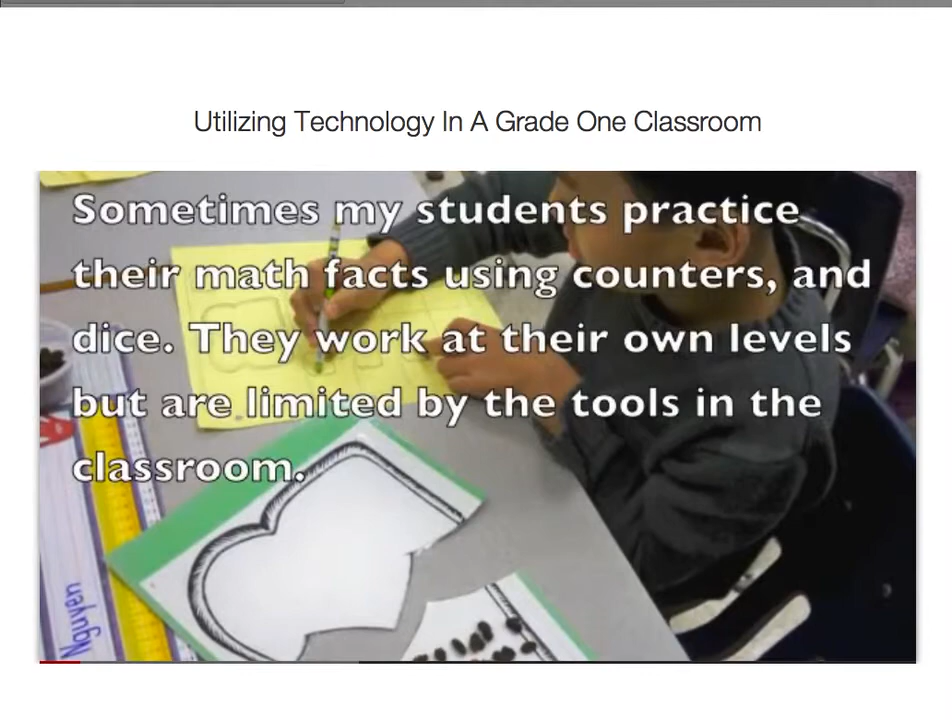 Utilizing Technology In A Grade One Classroom
Sometimes my students practice
their math facts using counters, and
dice. They work at their own levels
but are limited by the tools in the
classroom.
Nguyen